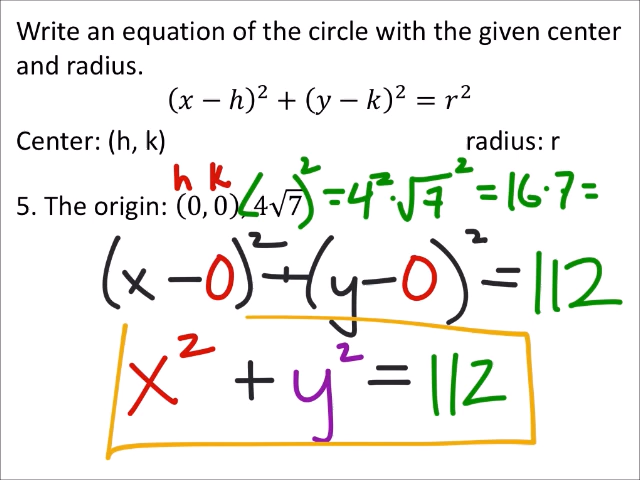 Write an equation of the circle with the given center
and radius.
(x − h)² + (y − k)² = r²
Center: (h, k) radius: r
h k
5. The origin: (0, 0), (4√7)² = 4² · √7² = 16 · 7 =
(x − 0)² + (y − 0)² = 112
x² + y² = 112